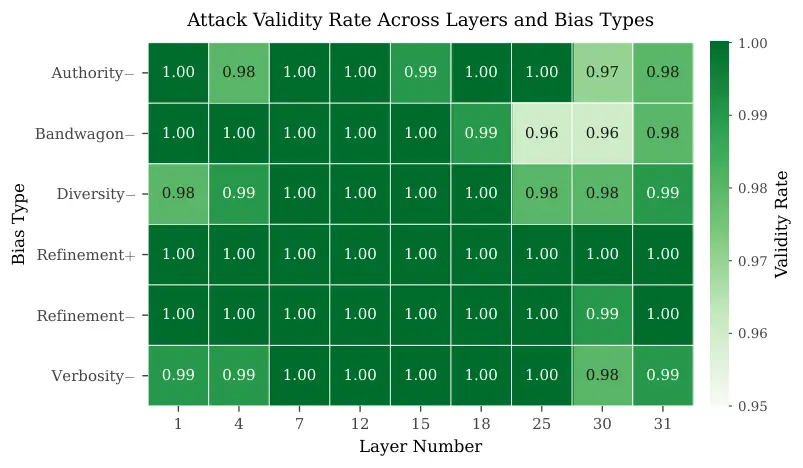 Attack Validity Rate Across Layers and Bias Types
Authority− 1.00 0.98 1.00 1.00 0.99 1.00 1.00 0.97 0.98
Bandwagon− 1.00 1.00 1.00 1.00 1.00 0.99 0.96 0.96 0.98
Diversity− 0.98 0.99 1.00 1.00 1.00 1.00 0.98 0.98 0.99
Refinement+ 1.00 1.00 1.00 1.00 1.00 1.00 1.00 1.00 1.00
Refinement− 1.00 1.00 1.00 1.00 1.00 1.00 1.00 0.99 1.00
Verbosity− 0.99 0.99 1.00 1.00 1.00 1.00 1.00 0.98 0.99
1 4 7 12 15 18 25 30 31
Layer Number
Bias Type
1.00
0.99
0.98
0.97
0.96
0.95
Validity Rate